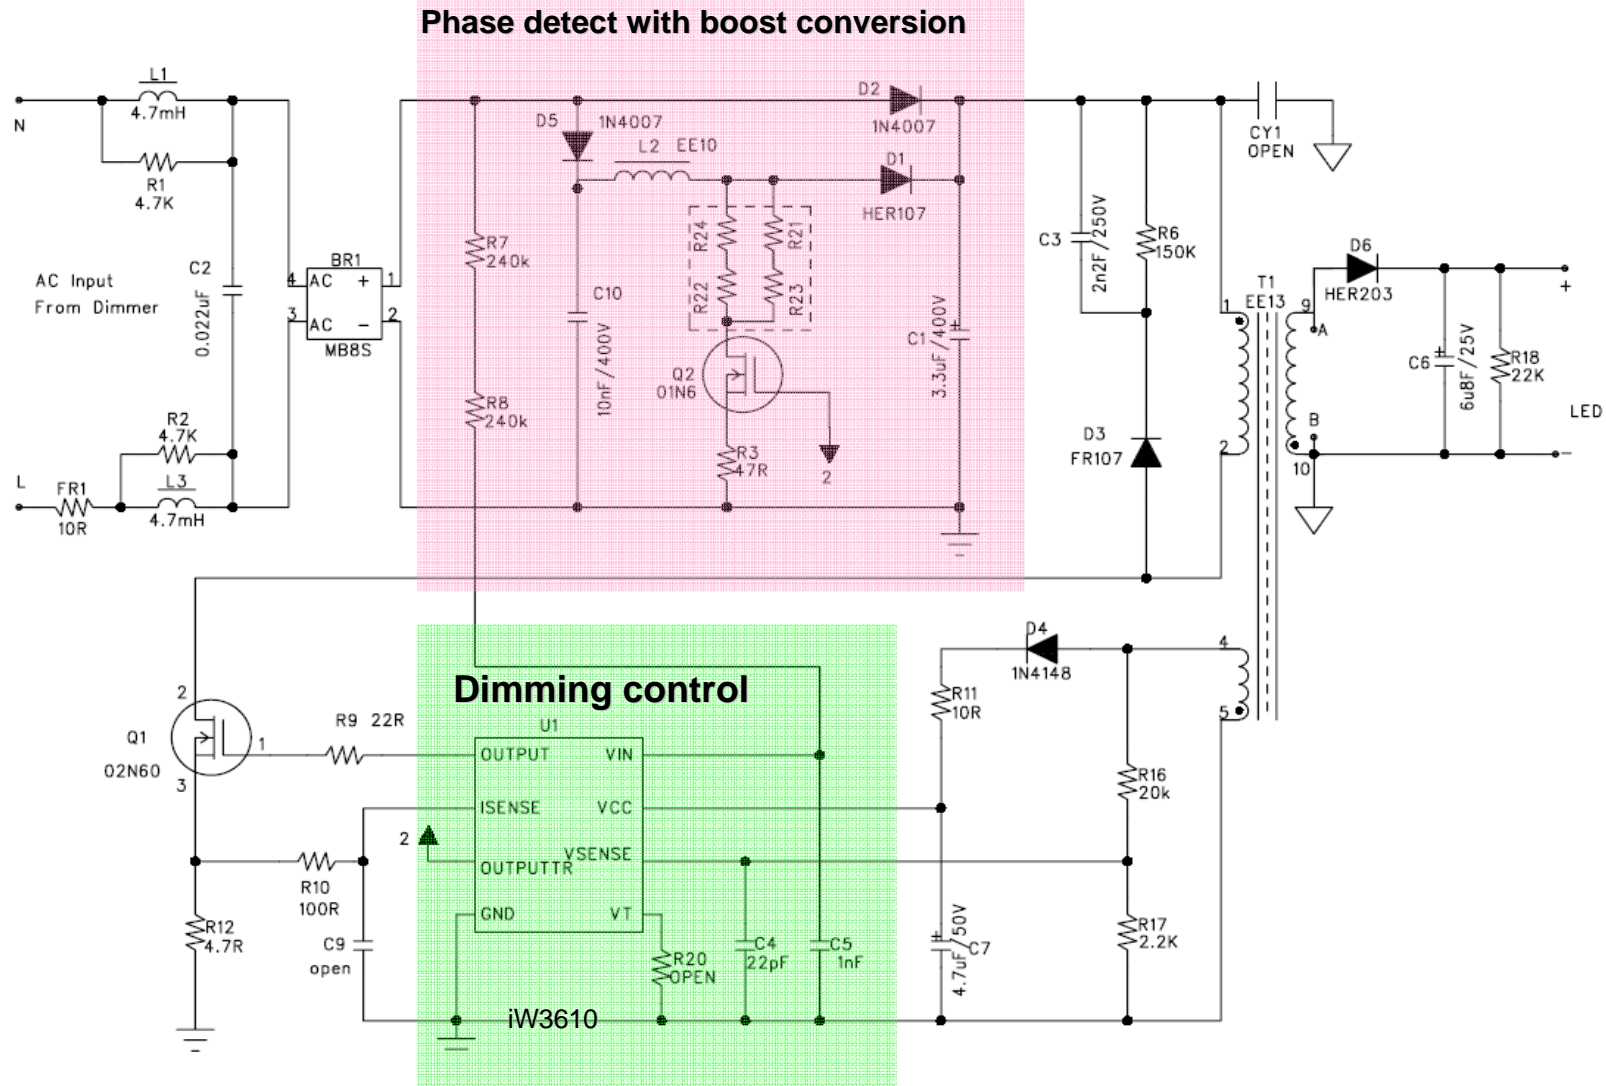 Phase detect with boost conversion
L1
4.7mH
N
R1
4.7K
AC Input
From Dimmer
C2
0.022uF
BR1
4 AC + 1
3 AC - 2
MB8S
R2
4.7K
L
FR1
10R
L3
4.7mH
D5
1N4007
L2 EE10
D2
1N4007
D1
HER107
R7
240k
R8
240k
C10
10nF/400V
R24
R21
R22
R23
Q2
01N6
R3
47R
2
C1
+
3.3uF/400V
CY1
OPEN
C3
2n2F/250V
R6
150K
D3
FR107
T1
EE13
1
2
9
A
B
10
D6
HER203
+
C6
+
6u8F/25V
R18
22K
LED
-
4
5
D4
1N4148
R11
10R
R16
20k
R17
2.2K
C7
+
4.7uF/50V
Dimming control
U1
OUTPUT VIN
ISENSE VCC
OUTPUTTR VSENSE
GND VT
2
Q1
02N60
2
1
3
R9 22R
R10
100R
R12
4.7R
C9
open
R20
OPEN
C4
22pF
C5
1nF
iW3610